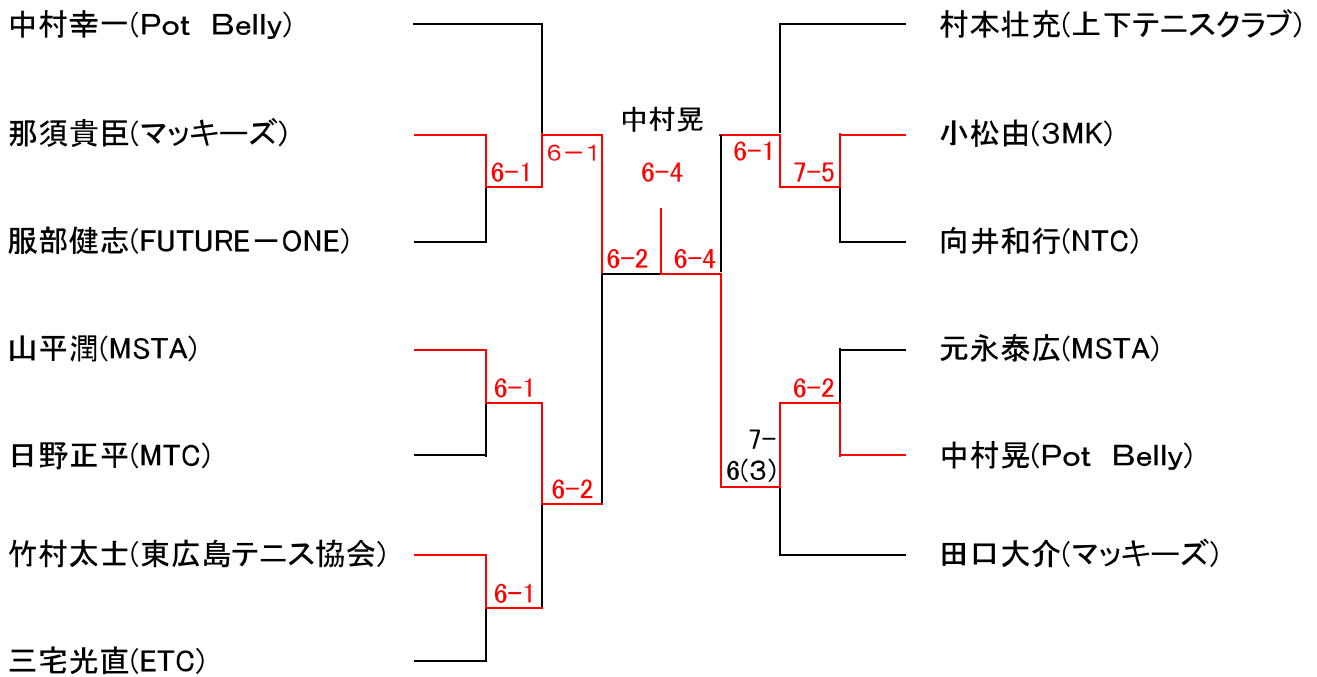 中村幸一(Pot　Belly)
那須貴臣(マッキーズ)
服部健志(FUTURE－ONE)
山平潤(MSTA)
日野正平(MTC)
竹村太士(東広島テニス協会)
三宅光直(ETC)
6-1
6－1
6-1
6-2
6-1
6-2
中村晃
6-4
6-4
6-1
7-5
6-2
7-
6(3)
村本壮充(上下テニスクラブ)
小松由(3MK)
向井和行(NTC)
元永泰広(MSTA)
中村晃(Pot　Belly)
田口大介(マッキーズ)